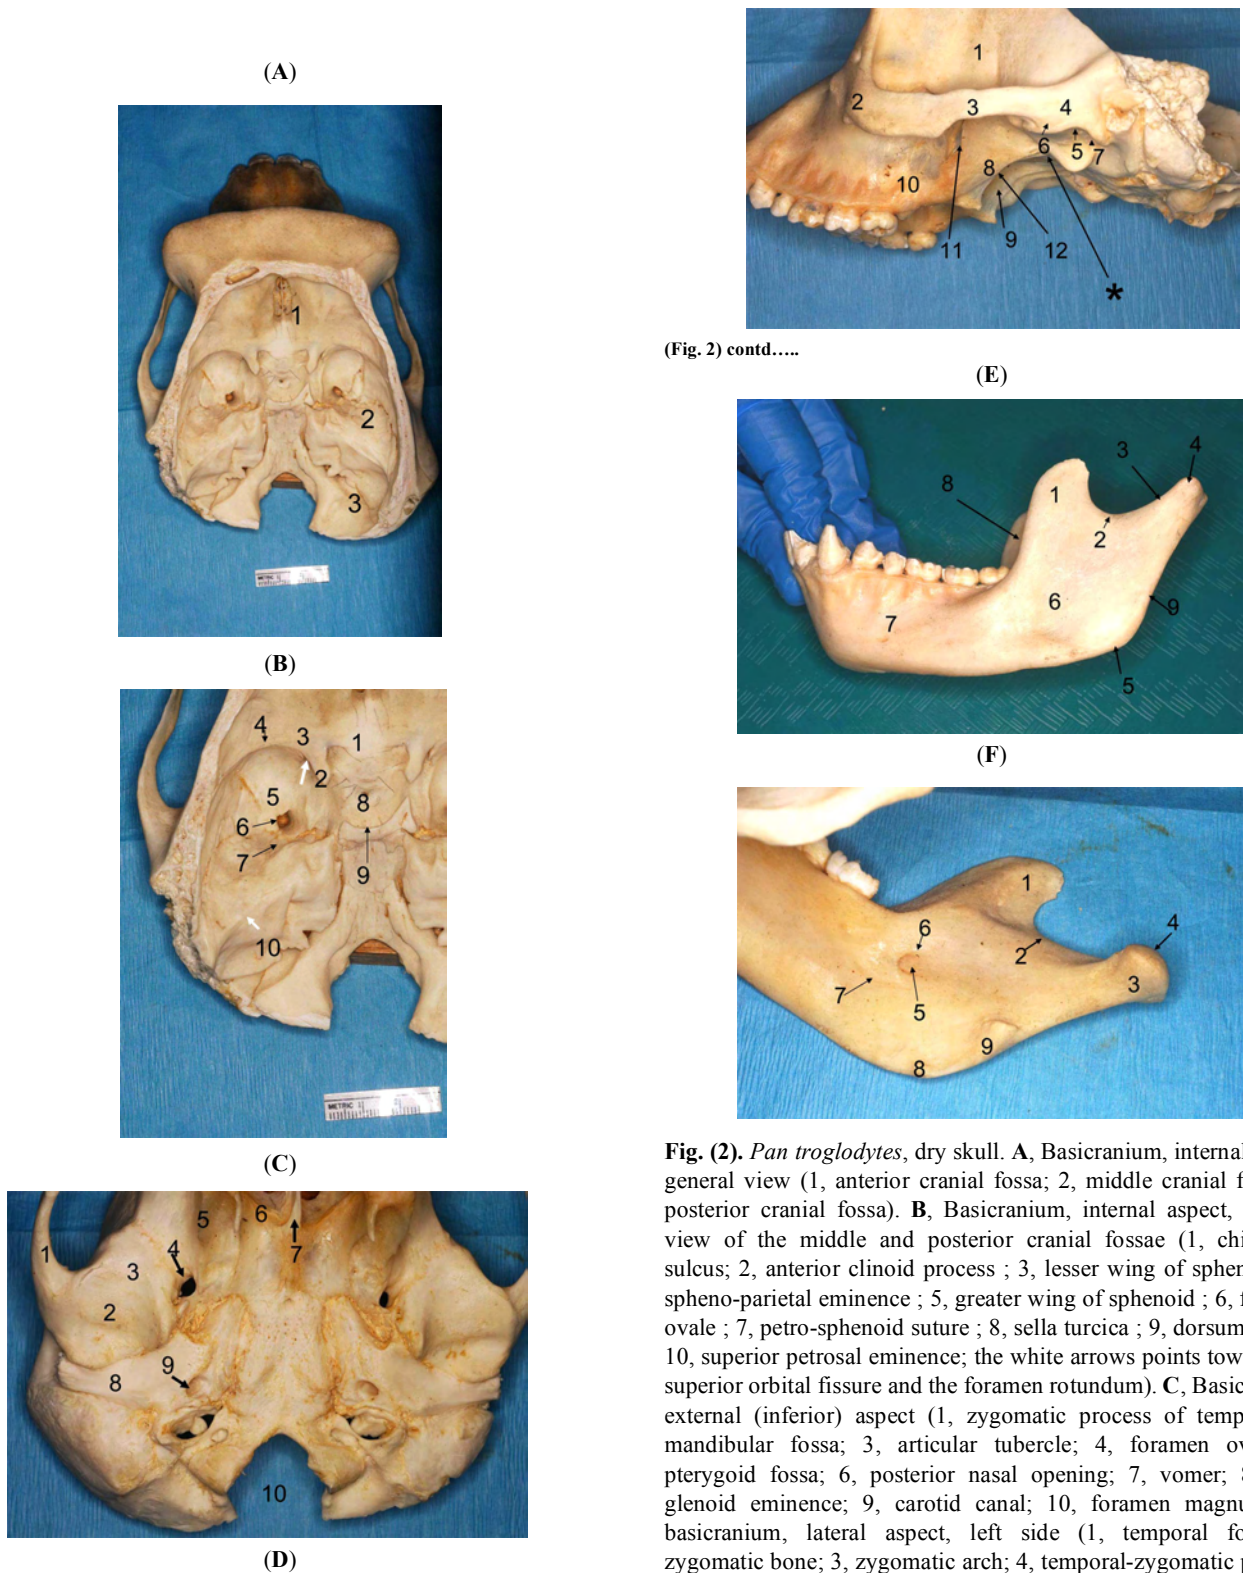 (A)
1
2
3
METRIC
(B)
4
3
1
2
5
8
6
7
9
10
METRIC
(C)
5
6
1
4
7
3
2
9
8
10
(D)
1
2
3
4
6
5
7
8
10
11
9
12
*
(Fig. 2) contd…..
(E)
4
3
8
1
2
6
9
7
5
(F)
1
4
6
2
3
7
5
9
8
Fig. (2). Pan troglodytes, dry skull. A, Basicranium, internal
general view (1, anterior cranial fossa; 2, middle cranial f
posterior cranial fossa). B, Basicranium, internal aspect,
view of the middle and posterior cranial fossae (1, chi
sulcus; 2, anterior clinoid process ; 3, lesser wing of sphen
spheno-parietal eminence ; 5, greater wing of sphenoid ; 6, f
ovale ; 7, petro-sphenoid suture ; 8, sella turcica ; 9, dorsum
10, superior petrosal eminence; the white arrows points tow
superior orbital fissure and the foramen rotundum). C, Basic
external (inferior) aspect (1, zygomatic process of temp
mandibular fossa; 3, articular tubercle; 4, foramen ov
pterygoid fossa; 6, posterior nasal opening; 7, vomer; 8
glenoid eminence; 9, carotid canal; 10, foramen magnu
basicranium, lateral aspect, left side (1, temporal fo
zygomatic bone; 3, zygomatic arch; 4, temporal-zygomatic p